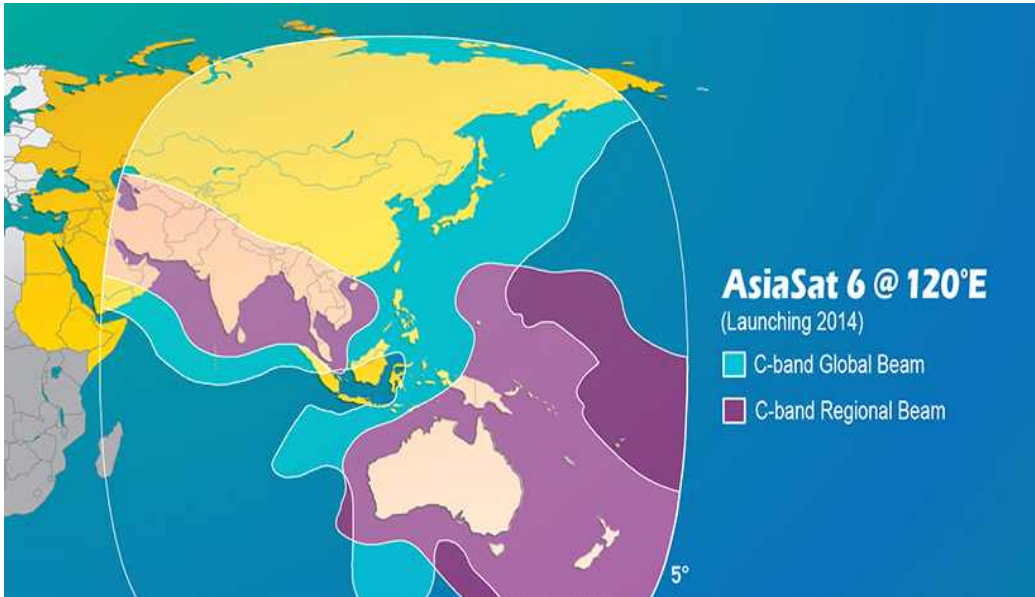 AsiaSat 6 @ 120°E
(Launching 2014)
C-band Global Beam
C-band Regional Beam
5°